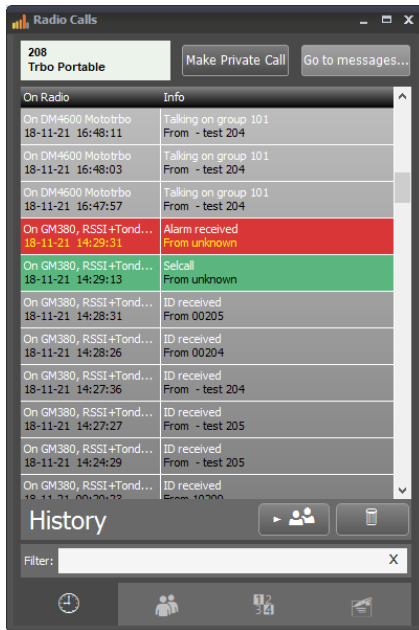 Radio Calls
208
Trbo Portable
Make Private Call
Go to messages...
On Radio Info
On DM4600 Mototrbo Talking on group 101
18-11-21 16:48:11 From - test 204
On DM4600 Mototrbo Talking on group 101
18-11-21 16:48:03 From - test 204
On DM4600 Mototrbo Talking on group 101
18-11-21 16:47:57 From - test 204
On GM380, RSSI+Tond... Alarm received
18-11-21 14:29:31 From unknown
On GM380, RSSI+Tond... Selcall
18-11-21 14:29:13 From unknown
On GM380, RSSI+Tond... ID received
18-11-21 14:28:31 From 00205
On GM380, RSSI+Tond... ID received
18-11-21 14:28:26 From 00204
On GM380, RSSI+Tond... ID received
18-11-21 14:27:36 From - test 204
On GM380, RSSI+Tond... ID received
18-11-21 14:27:27 From - test 205
On GM380, RSSI+Tond... ID received
18-11-21 14:24:29 From - test 205
On GM380, RSSI+Tond... ID received
History
Filter: X
1 2
3 4